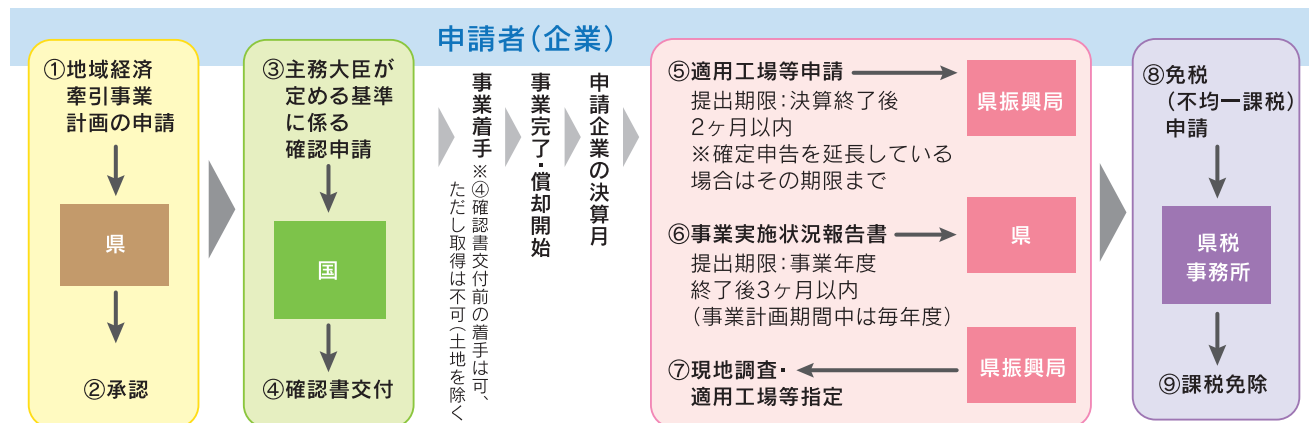 申請者（企業）
①地域経済
牽引事業
計画の申請
県
②承認
③主務大臣が
定める基準
に係る
確認申請
国
④確認書交付
事業着手
※④確認書交付前の着手は可、
ただし取得は不可（土地を除く
事業完了・償却開始
申請企業の決算月
⑤適用工場等申請
県振興局
提出期限：決算終了後
2ヶ月以内
※確定申告を延長している
場合はその期限まで
⑥事業実施状況報告書
県
提出期限：事業年度
終了後3ヶ月以内
（事業計画期間中は毎年度）
⑦現地調査・
適用工場等指定
県振興局
⑧免税
（不均一課税）
申請
県税
事務所
⑨課税免除